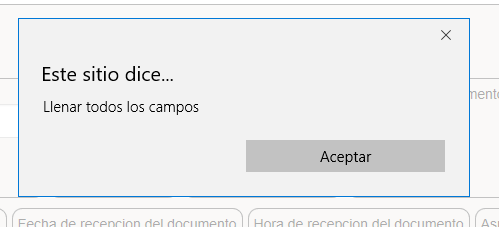 Este sitio dice...
Llenar todos los campos
Aceptar
Fecha de recepcion del documento
Hora de recepcion del documento